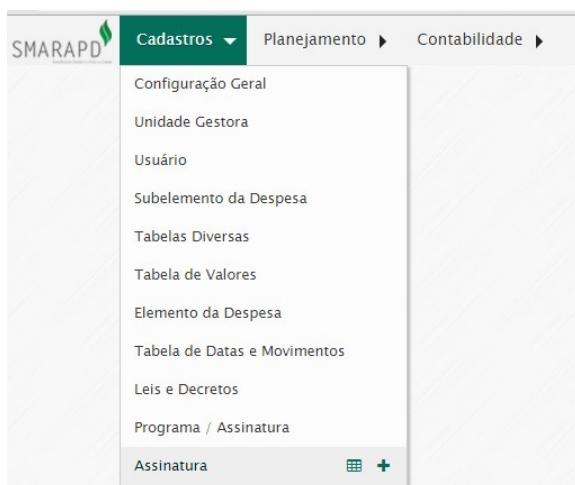 SMARAPD
Cadastros
Planejamento
Contabilidade
Configuração Geral
Unidade Gestora
Usuário
Subelemento da Despesa
Tabelas Diversas
Tabela de Valores
Elemento da Despesa
Tabela de Datas e Movimentos
Leis e Decretos
Programa / Assinatura
Assinatura